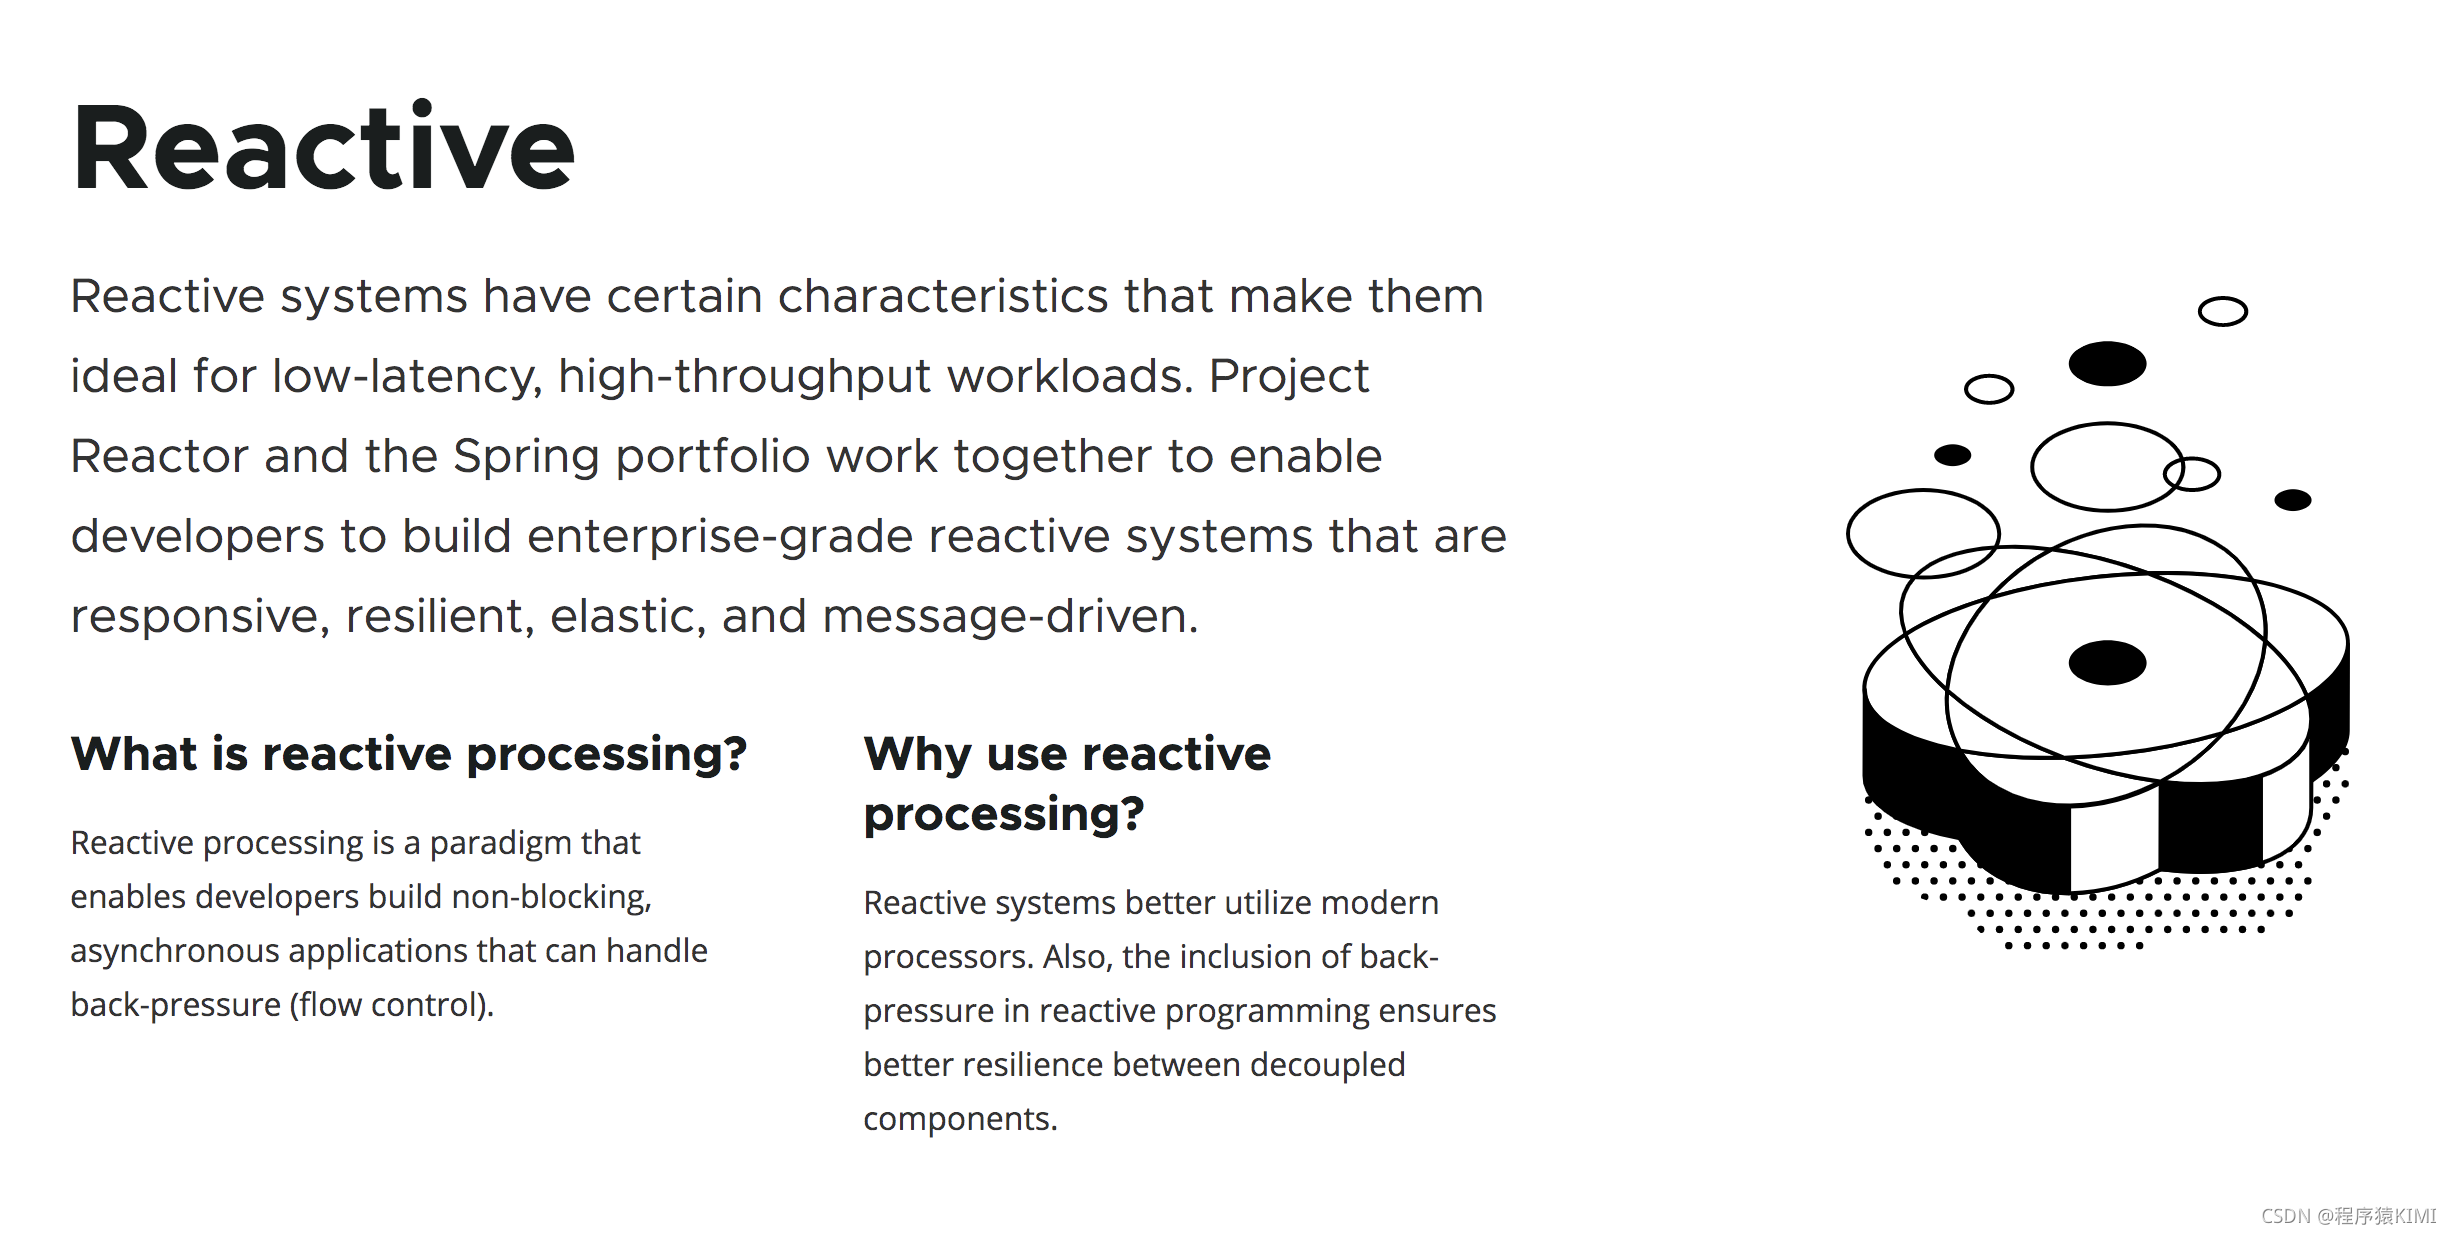 Reactive
Reactive systems have certain characteristics that make them
ideal for low-latency, high-throughput workloads. Project
Reactor and the Spring portfolio work together to enable
developers to build enterprise-grade reactive systems that are
responsive, resilient, elastic, and message-driven.
What is reactive processing?
Reactive processing is a paradigm that
enables developers build non-blocking,
asynchronous applications that can handle
back-pressure (flow control).
Why use reactive
processing?
Reactive systems better utilize modern
processors. Also, the inclusion of back-
pressure in reactive programming ensures
better resilience between decoupled
components.
CSDN @程序猿KIMI